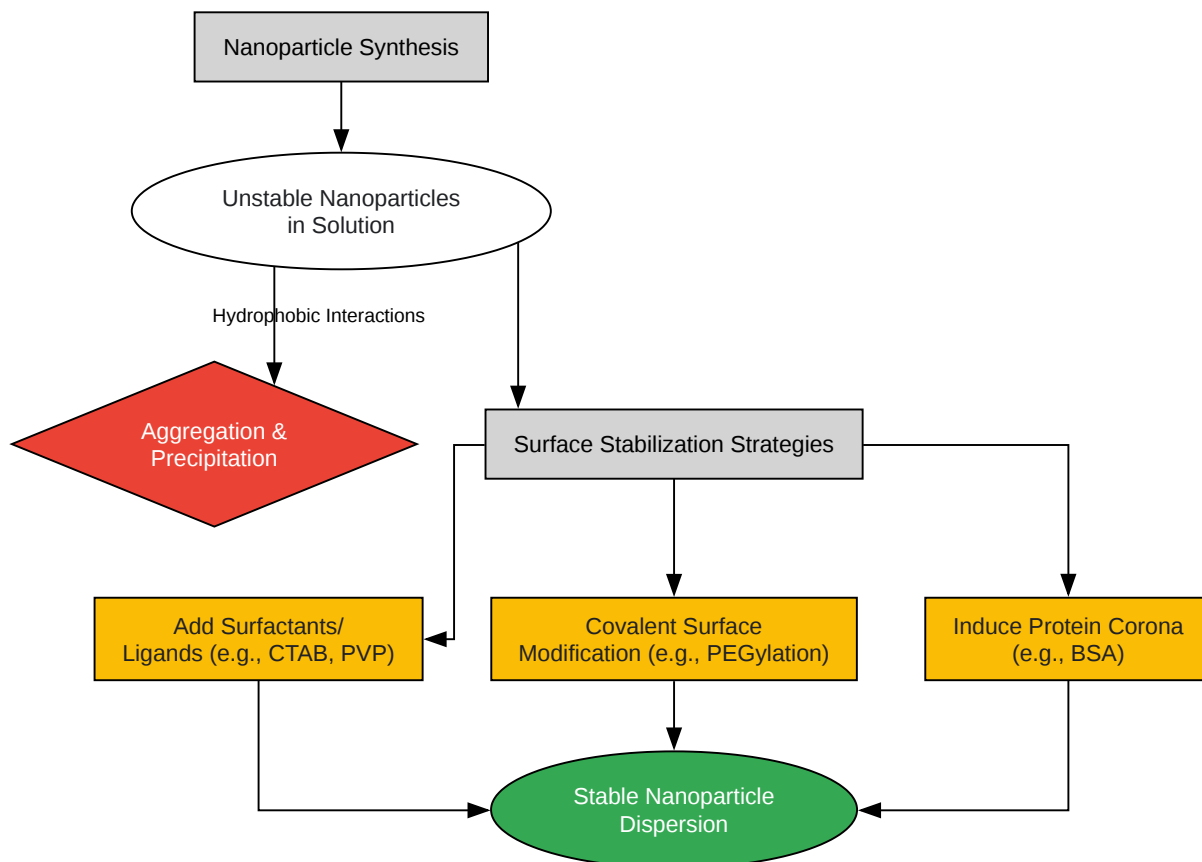 Nanoparticle Synthesis
Unstable Nanoparticles
in Solution
Hydrophobic Interactions
Aggregation &
Precipitation
Surface Stabilization Strategies
Add Surfactants/
Ligands (e.g., CTAB, PVP)
Covalent Surface
Modification (e.g., PEGylation)
Induce Protein Corona
(e.g., BSA)
Stable Nanoparticle
Dispersion